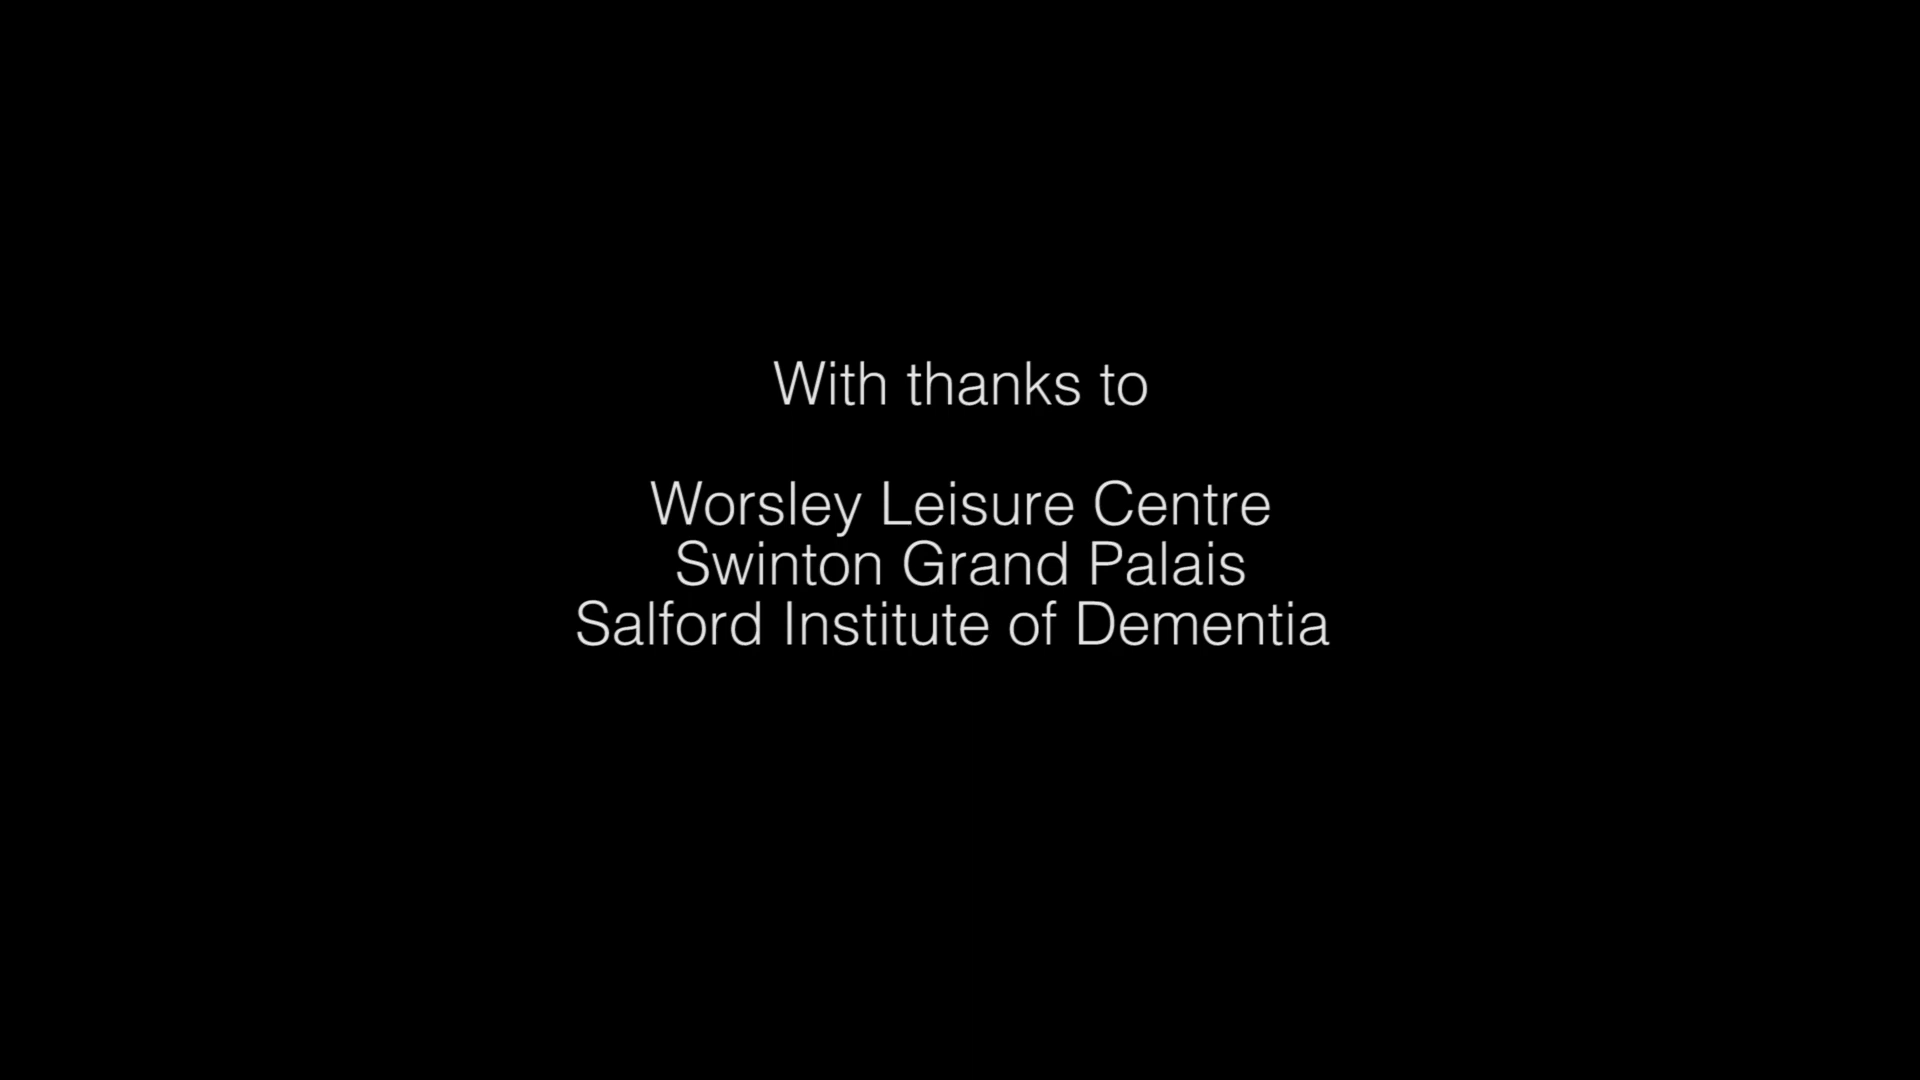 With thanks to
Worsley Leisure Centre
Swinton Grand Palais
Salford Institute of Dementia